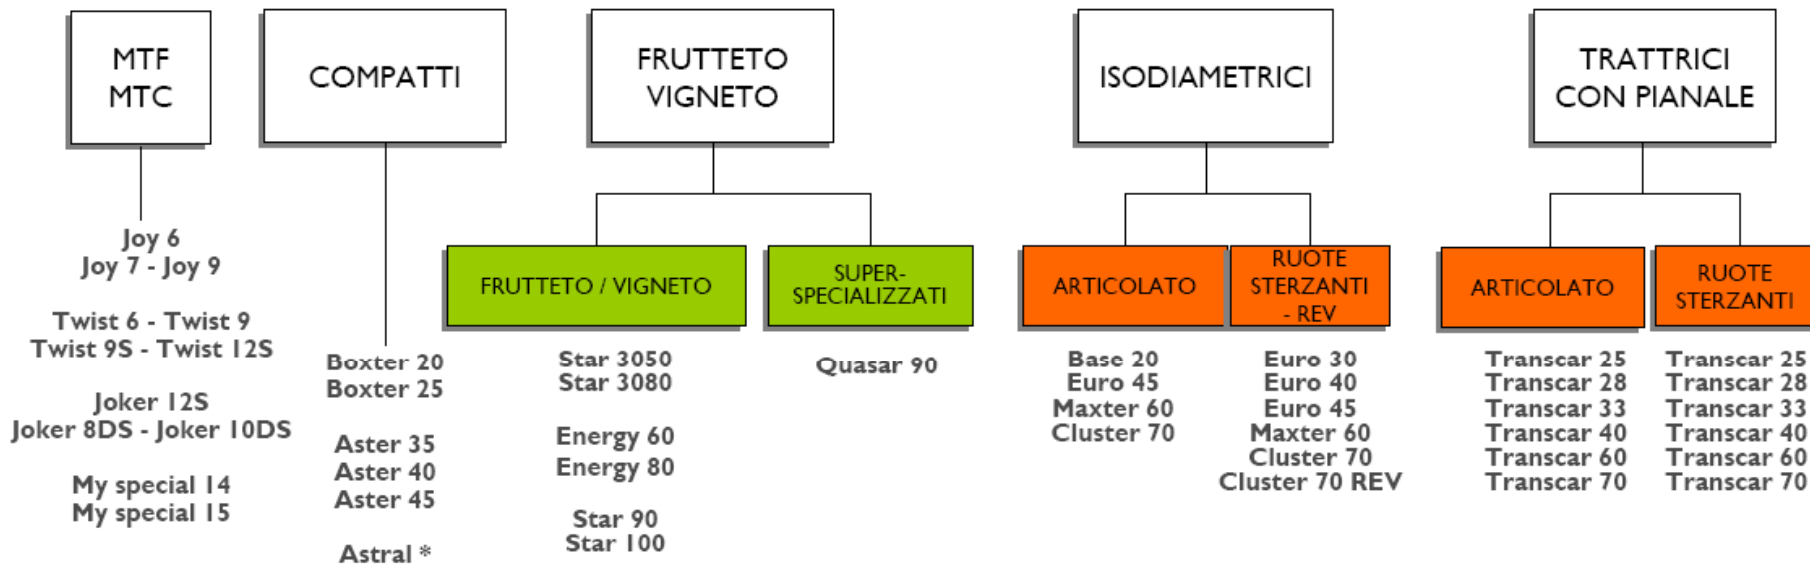 MTF
MTC
COMPATTI
FRUTTETO
VIGNETO
ISODIAMETRICI
TRATTRICI
CON PIANALE
FRUTTETO / VIGNETO
SUPER-
SPECIALIZZATI
ARTICOLATO
RUOTE
STERZANTI
- REV
ARTICOLATO
RUOTE
STERZANTI
Joy 6
Joy 7 - Joy 9
Twist 6 - Twist 9
Twist 9S - Twist 12S
Joker 12S
Joker 8DS - Joker 10DS
My special 14
My special 15
Boxter 20
Boxter 25
Aster 35
Aster 40
Aster 45
Astral *
Star 3050
Star 3080
Energy 60
Energy 80
Star 90
Star 100
Quasar 90
Base 20
Euro 45
Maxter 60
Cluster 70
Euro 30
Euro 40
Euro 45
Maxter 60
Cluster 70
Cluster 70 REV
Transcar 25
Transcar 28
Transcar 33
Transcar 40
Transcar 60
Transcar 70
Transcar 25
Transcar 28
Transcar 33
Transcar 40
Transcar 60
Transcar 70